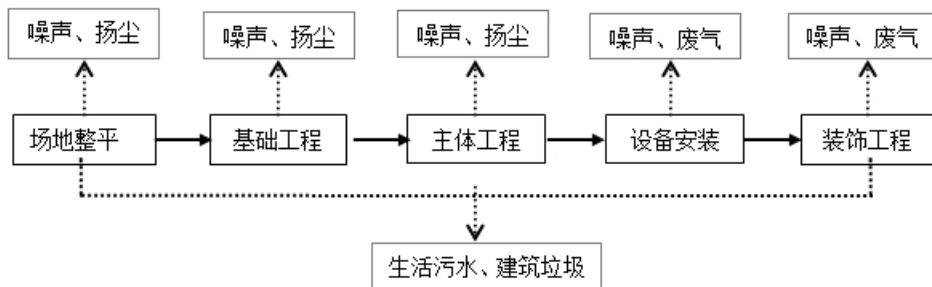 噪声、扬尘
噪声、扬尘
噪声、扬尘
噪声、废气
噪声、废气
场地整平
基础工程
主体工程
设备安装
装饰工程
生活污水、建筑垃圾